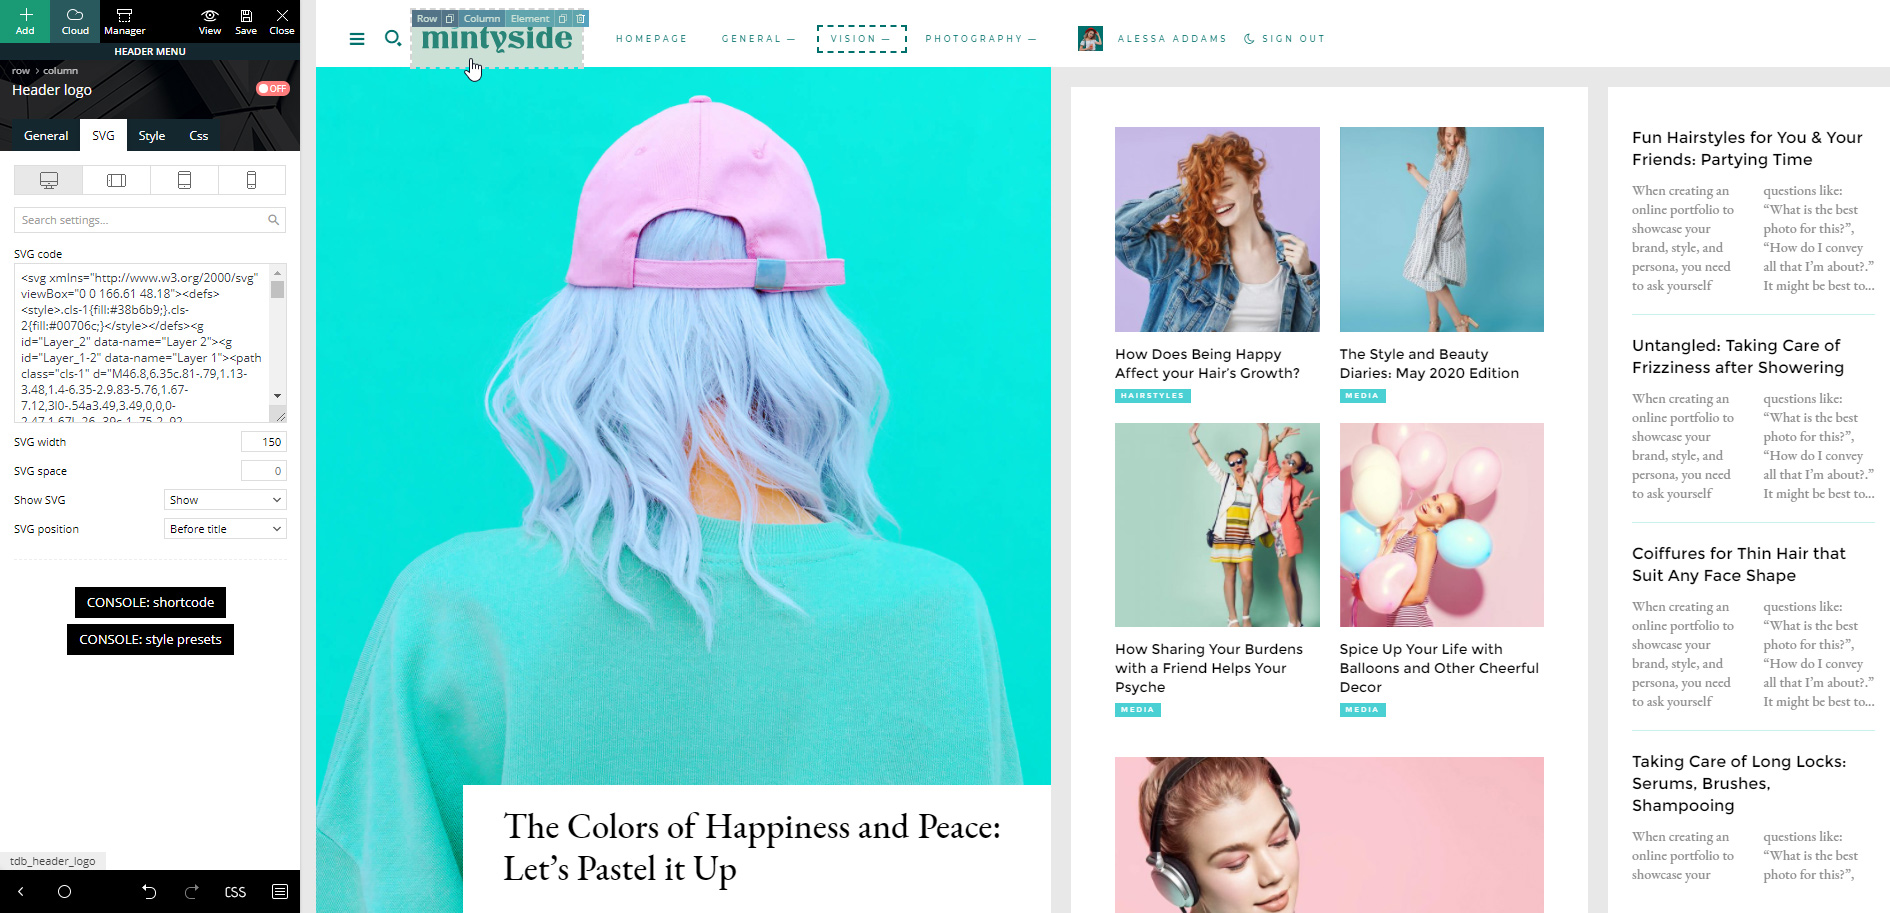 Add
Cloud
Manager
View
Save
Close
HEADER MENU
row > column
Header logo
OFF
General
SVG
Style
Css
Search settings...
SVG code
<svg xmlns="http://www.w3.org/2000/svg"
viewBox="0 0 166.61 48.18"><defs>
<style>.cls-1{fill:#38b6b9;}.cls-
2{fill:#00706c;}</style></defs><g
id="Layer_2" data-name="Layer 2"><g
id="Layer_1-2" data-name="Layer 1"><path
class="cls-1" d="M46.8,6.35c.81-.79,1.13-
3.48,1.4-6.35-2.9.83-5.76,1.67-
7.12,3l0-.54a3.49,3.49,0,0,0-
SVG width
150
SVG space
0
Show SVG
Show
SVG position
Before title
CONSOLE: shortcode
CONSOLE: style presets
tdb_header_logo
CSS
Row
Column
Element
mintyside
HOMEPAGE
GENERAL —
VISION —
PHOTOGRAPHY —
ALESSA ADDAMS
SIGN OUT
The Colors of Happiness and Peace:
Let's Pastel it Up
How Does Being Happy
Affect your Hair's Growth?
HAIRSTYLES
The Style and Beauty
Diaries: May 2020 Edition
MEDIA
How Sharing Your Burdens
with a Friend Helps Your
Psyche
MEDIA
Spice Up Your Life with
Balloons and Other Cheerful
Decor
MEDIA
Fun Hairstyles for You & Your
Friends: Partying Time
When creating an
online portfolio to
showcase your
brand, style, and
persona, you need
to ask yourself
questions like:
“What is the best
photo for this?”,
“How do I convey
all that I’m about?.”
It might be best to...
Untangled: Taking Care of
Frizziness after Showering
When creating an
online portfolio to
showcase your
brand, style, and
persona, you need
to ask yourself
questions like:
“What is the best
photo for this?”,
“How do I convey
all that I’m about?.”
It might be best to...
Coiffures for Thin Hair that
Suit Any Face Shape
When creating an
online portfolio to
showcase your
brand, style, and
persona, you need
to ask yourself
questions like:
“What is the best
photo for this?”,
“How do I convey
all that I’m about?.”
It might be best to...
Taking Care of Long Locks:
Serums, Brushes,
Shampooing
When creating an
online portfolio to
showcase your
questions like:
“What is the best
photo for this?”,